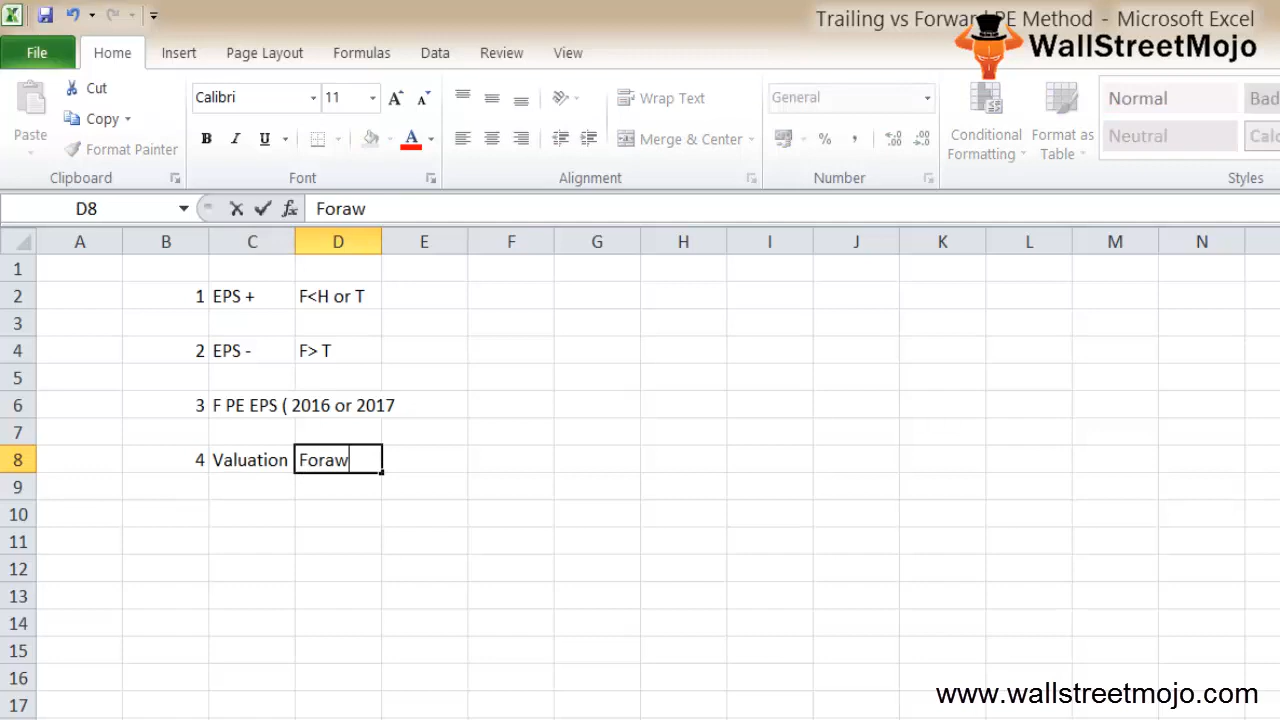 Trailing vs Forward PE Method - Microsoft Excel
WallStreetMojo
File Home Insert Page Layout Formulas Data Review View
Paste
Cut
Copy
Format Painter
Clipboard
Calibri 11
A A
B I U A
Font
Wrap Text
Merge & Center
Alignment
General
% ,
Number
Conditional Formatting
Format as Table
Normal Bad
Neutral Calc
Styles
D8 fx Foraw
A B C D E F G H I J K L M N
1
2 1 EPS + F<H or T
3
4 2 EPS - F> T
5
6 3 F PE EPS ( 2016 or 2017
7
8 4 Valuation Foraw
9
10
11
12
13
14
15
16
17
www.wallstreetmojo.com